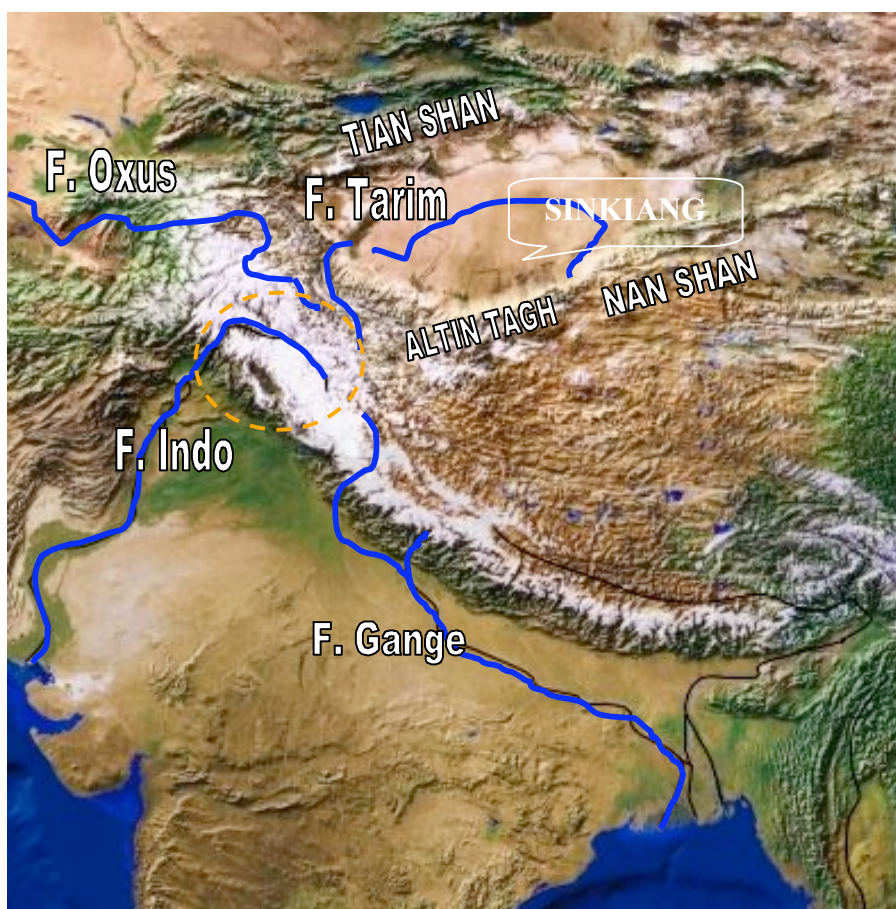 TIAN SHAN
F. Oxus
F. Tarim
SINKIANG
NAN SHAN
ALTIN TAGH
F. Indo
F. Gange